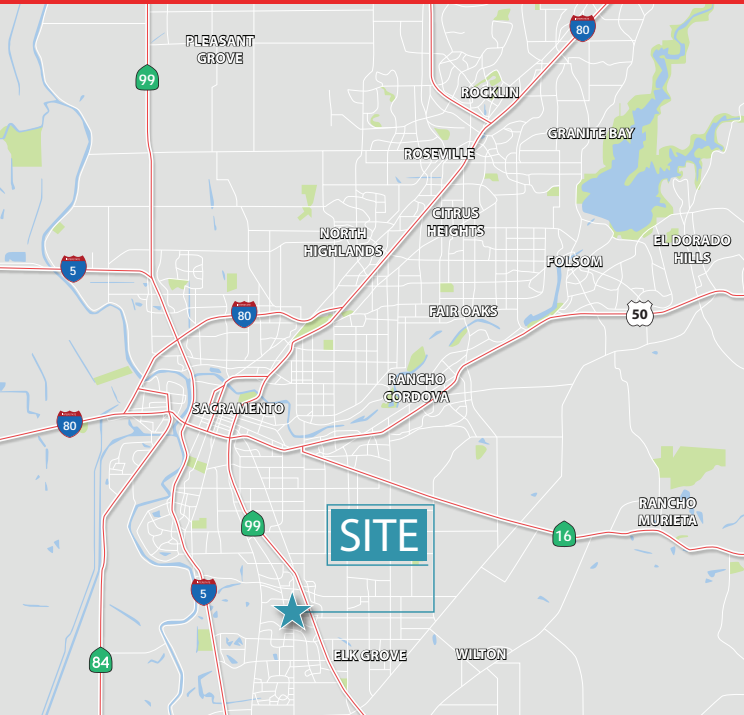 PLEASANT
GROVE
80
99
ROCKLIN
GRANITE BAY
ROSEVILLE
CITRUS
HEIGHTS
NORTH
HIGHLANDS
EL DORADO
HILLS
FOLSOM
5
80
FAIR OAKS
50
RANCHO
CORDOVA
SACRAMENTO
80
RANCHO
MURIETA
99
SITE
16
5
ELK GROVE
WILTON
84